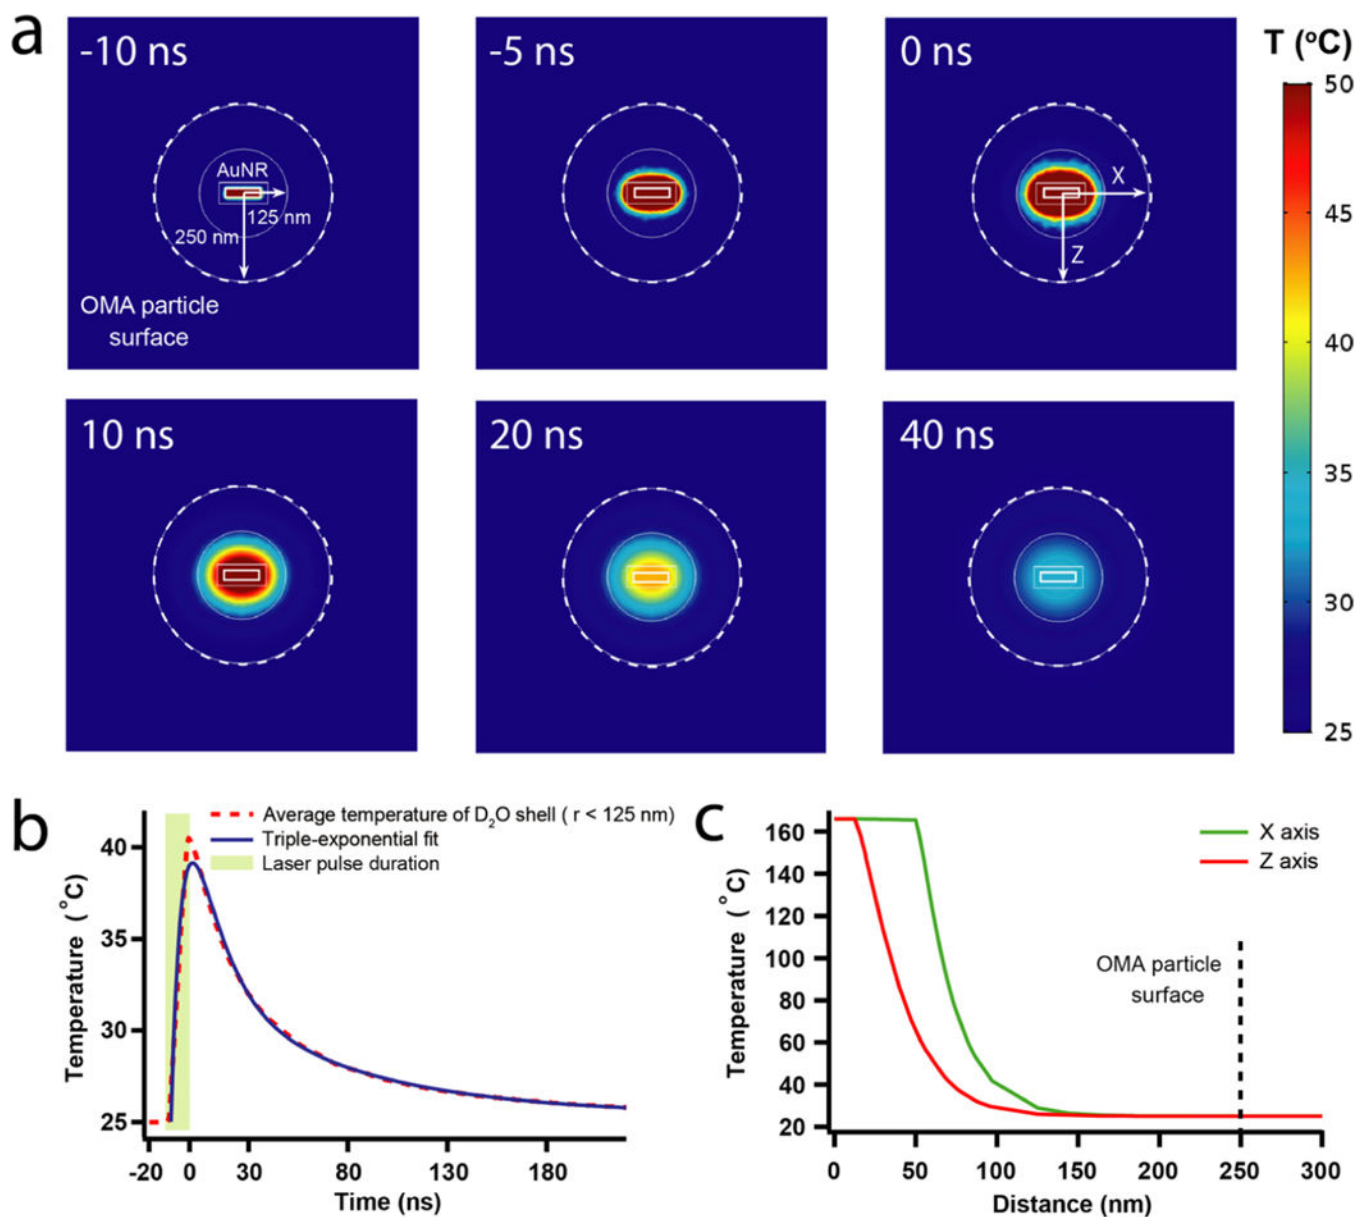 a
-10 ns
AuNR
125 nm
250 nm
OMA particle
surface
-5 ns
0 ns
X
Z
T (°C)
50
45
40
35
30
25
10 ns
20 ns
40 ns
b
Average temperature of D₂O shell ( r < 125 nm)
Triple-exponential fit
Laser pulse duration
Temperature (°C)
40
35
30
25
-20
0
30
80
130
180
Time (ns)
c
X axis
Z axis
OMA particle
surface
Temperature (°C)
160
140
120
100
80
60
40
20
0
50
100
150
200
250
300
Distance (nm)